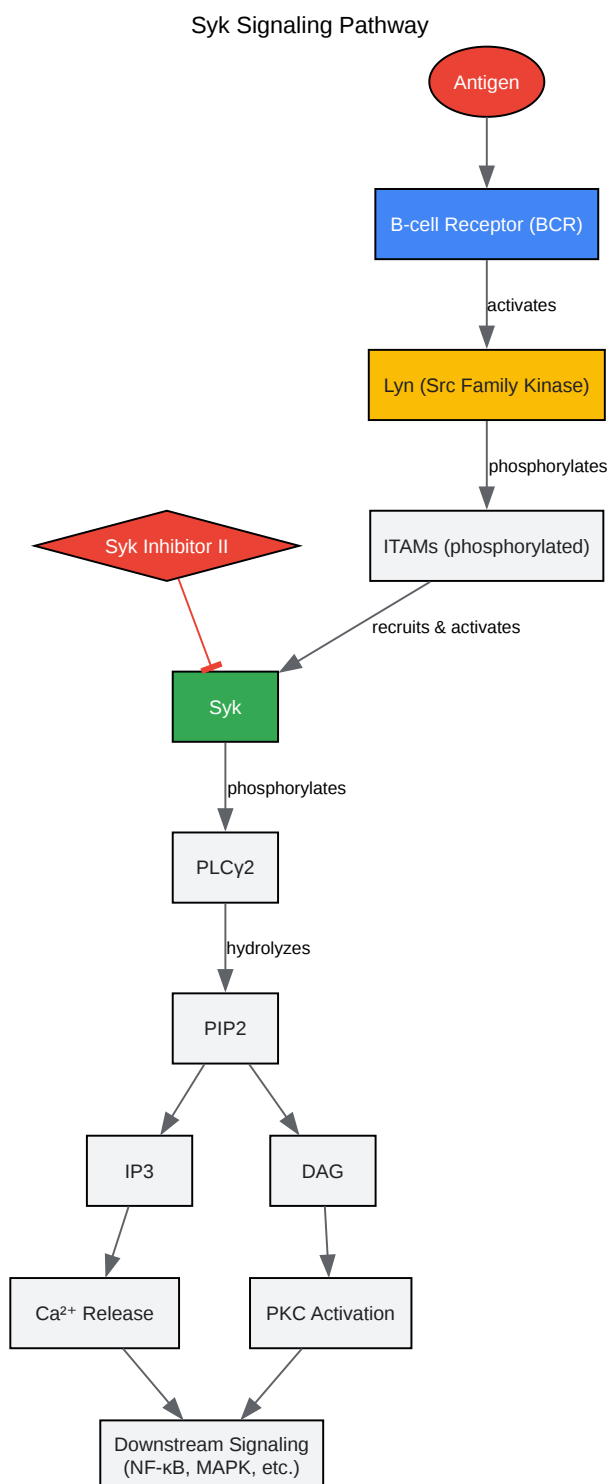 Syk Signaling Pathway
Antigen
B-cell Receptor (BCR)
activates
Lyn (Src Family Kinase)
phosphorylates
Syk Inhibitor II
ITAMs (phosphorylated)
recruits & activates
Syk
phosphorylates
PLCγ2
hydrolyzes
PIP2
IP3
DAG
Ca²⁺ Release
PKC Activation
Downstream Signaling
(NF-κB, MAPK, etc.)